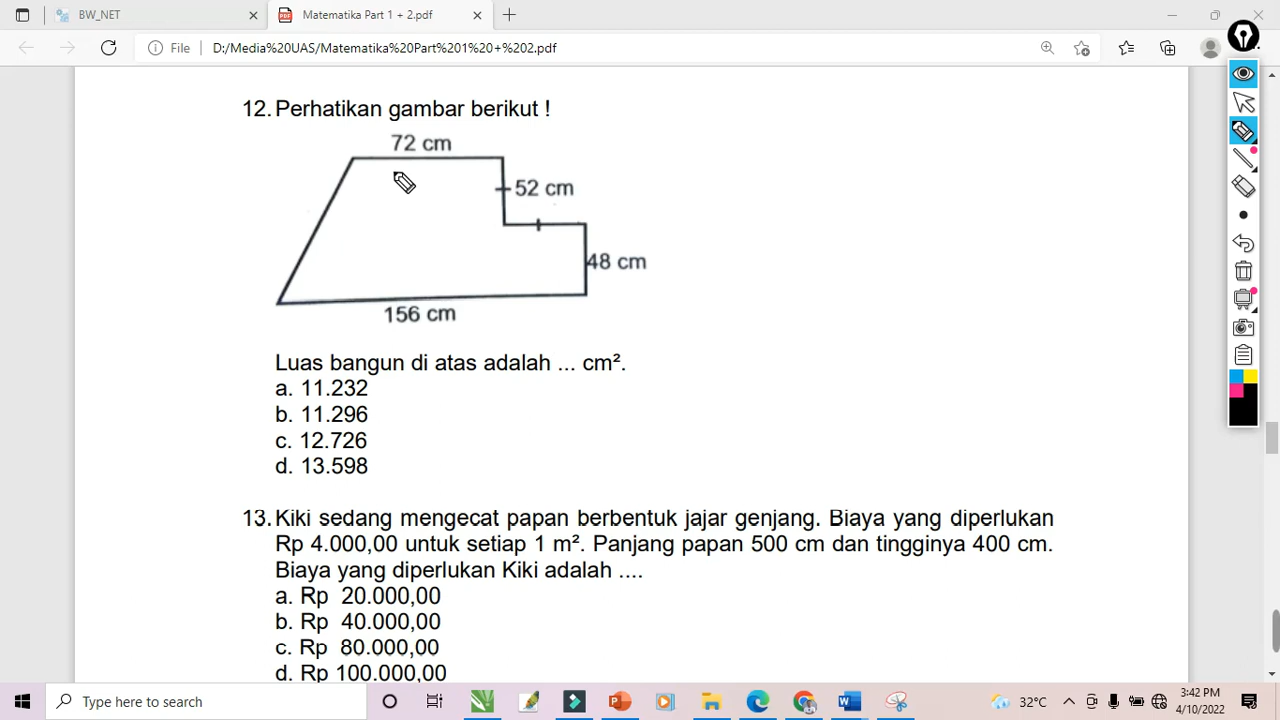 BW_NET
Matematika Part 1 + 2.pdf
File D:/Media%20UAS/Matematika%20Part%201%20+%202.pdf
12. Perhatikan gambar berikut !
72 cm
52 cm
48 cm
156 cm
Luas bangun di atas adalah ... cm².
a. 11.232
b. 11.296
c. 12.726
d. 13.598
13. Kiki sedang mengecat papan berbentuk jajar genjang. Biaya yang diperlukan
Rp 4.000,00 untuk setiap 1 m². Panjang papan 500 cm dan tingginya 400 cm.
Biaya yang diperlukan Kiki adalah ....
a. Rp 20.000,00
b. Rp 40.000,00
c. Rp 80.000,00
d. Rp 100.000,00
Type here to search
32°C
3:42 PM
4/10/2022